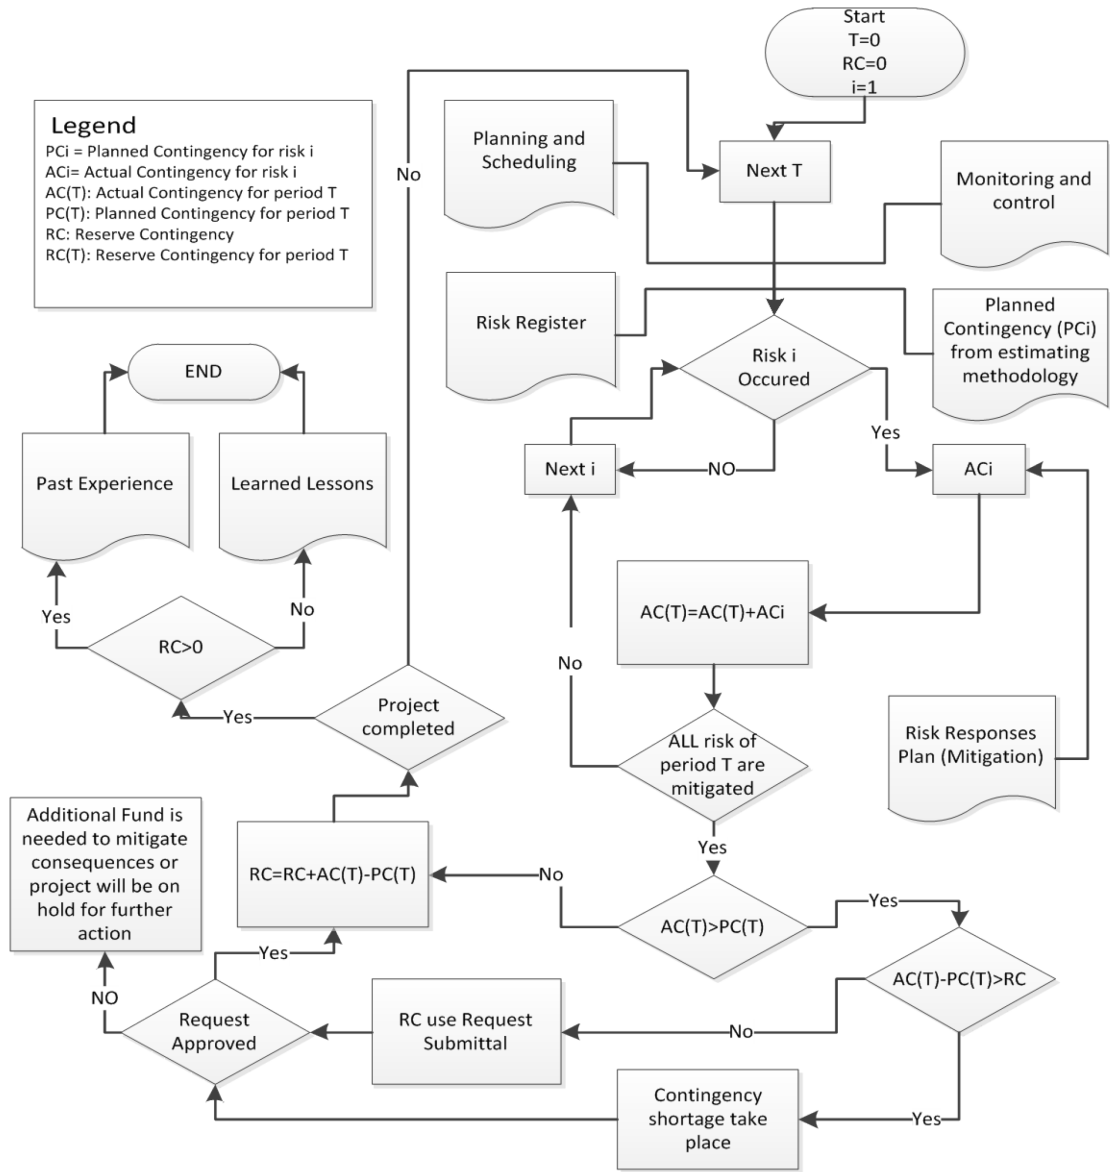 Start
T=0
RC=0
i=1
Legend
PCi = Planned Contingency for risk i
ACi= Actual Contingency for risk i
AC(T): Actual Contingency for period T
PC(T): Planned Contingency for period T
RC: Reserve Contingency
RC(T): Reserve Contingency for period T
Planning and
Scheduling
No
Next T
Monitoring and
control
Risk Register
Planned
Contingency (PCi)
from estimating
methodology
Risk i
Occured
END
Yes
Past Experience
Learned Lessons
Next i
NO
ACi
AC(T)=AC(T)+ACi
Yes
No
RC>0
No
Yes
Project
completed
ALL risk of
period T are
mitigated
Risk Responses
Plan (Mitigation)
Additional Fund is
needed to mitigate
consequences or
project will be on
hold for further
action
RC=RC+AC(T)-PC(T)
Yes
No
AC(T)>PC(T)
Yes
Yes
AC(T)-PC(T)>RC
NO
Request
Approved
RC use Request
Submittal
No
Contingency
shortage take
place
Yes